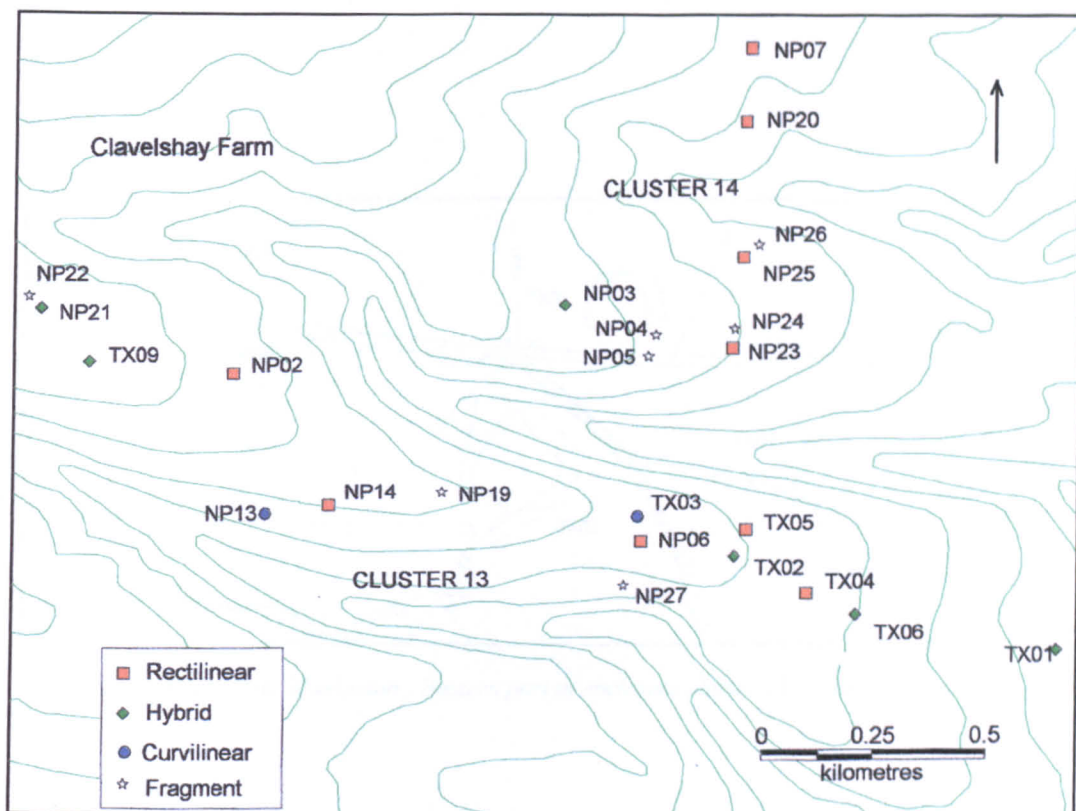 NP07
NP20
Clavelshay Farm
CLUSTER 14
NP26
NP25
NP22
NP21
NP03
NP04
NP24
NP05
NP23
TX09
NP02
NP14
NP19
NP13
TX03
TX05
NP06
TX02
CLUSTER 13
NP27
TX04
TX06
TX01
Rectilinear
Hybrid
Curvilinear
Fragment
0 0.25 0.5
kilometres